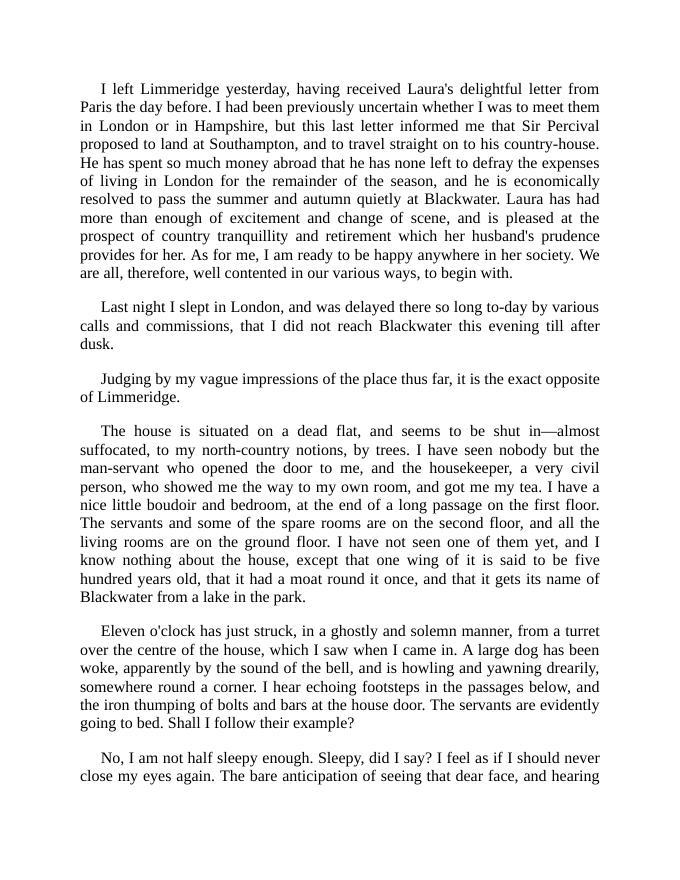 I left Limmeridge yesterday, having received Laura's delightful letter from
Paris the day before. I had been previously uncertain whether I was to meet them
in London or in Hampshire, but this last letter informed me that Sir Percival
proposed to land at Southampton, and to travel straight on to his country-house.
He has spent so much money abroad that he has none left to defray the expenses
of living in London for the remainder of the season, and he is economically
resolved to pass the summer and autumn quietly at Blackwater. Laura has had
more than enough of excitement and change of scene, and is pleased at the
prospect of country tranquillity and retirement which her husband's prudence
provides for her. As for me, I am ready to be happy anywhere in her society. We
are all, therefore, well contented in our various ways, to begin with.
Last night I slept in London, and was delayed there so long to-day by various
calls and commissions, that I did not reach Blackwater this evening till after
dusk.
Judging by my vague impressions of the place thus far, it is the exact opposite
of Limmeridge.
The house is situated on a dead flat, and seems to be shut in—almost
suffocated, to my north-country notions, by trees. I have seen nobody but the
man-servant who opened the door to me, and the housekeeper, a very civil
person, who showed me the way to my own room, and got me my tea. I have a
nice little boudoir and bedroom, at the end of a long passage on the first floor.
The servants and some of the spare rooms are on the second floor, and all the
living rooms are on the ground floor. I have not seen one of them yet, and I
know nothing about the house, except that one wing of it is said to be five
hundred years old, that it had a moat round it once, and that it gets its name of
Blackwater from a lake in the park.
Eleven o'clock has just struck, in a ghostly and solemn manner, from a turret
over the centre of the house, which I saw when I came in. A large dog has been
woke, apparently by the sound of the bell, and is howling and yawning drearily,
somewhere round a corner. I hear echoing footsteps in the passages below, and
the iron thumping of bolts and bars at the house door. The servants are evidently
going to bed. Shall I follow their example?
No, I am not half sleepy enough. Sleepy, did I say? I feel as if I should never
close my eyes again. The bare anticipation of seeing that dear face, and hearing